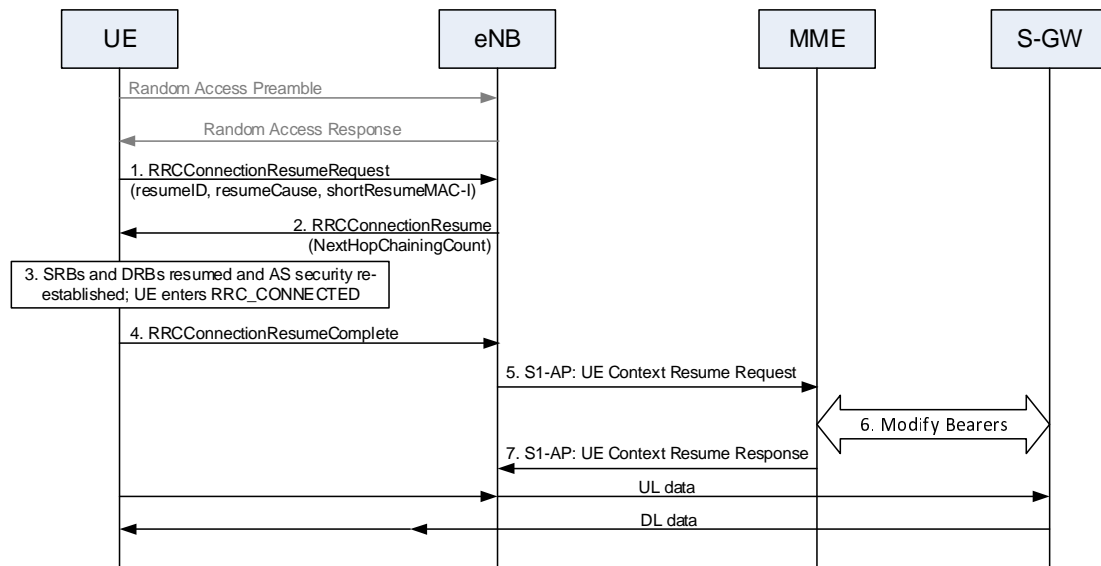 UE
eNB
MME
S-GW
Random Access Preamble
Random Access Response
1. RRCConnectionResumeRequest
(resumeID, resumeCause, shortResumeMAC-I)
2. RRCConnectionResume
(NextHopChainingCount)
3. SRBs and DRBs resumed and AS security re-
established; UE enters RRC_CONNECTED
4. RRCConnectionResumeComplete
5. S1-AP: UE Context Resume Request
6. Modify Bearers
7. S1-AP: UE Context Resume Response
UL data
DL data